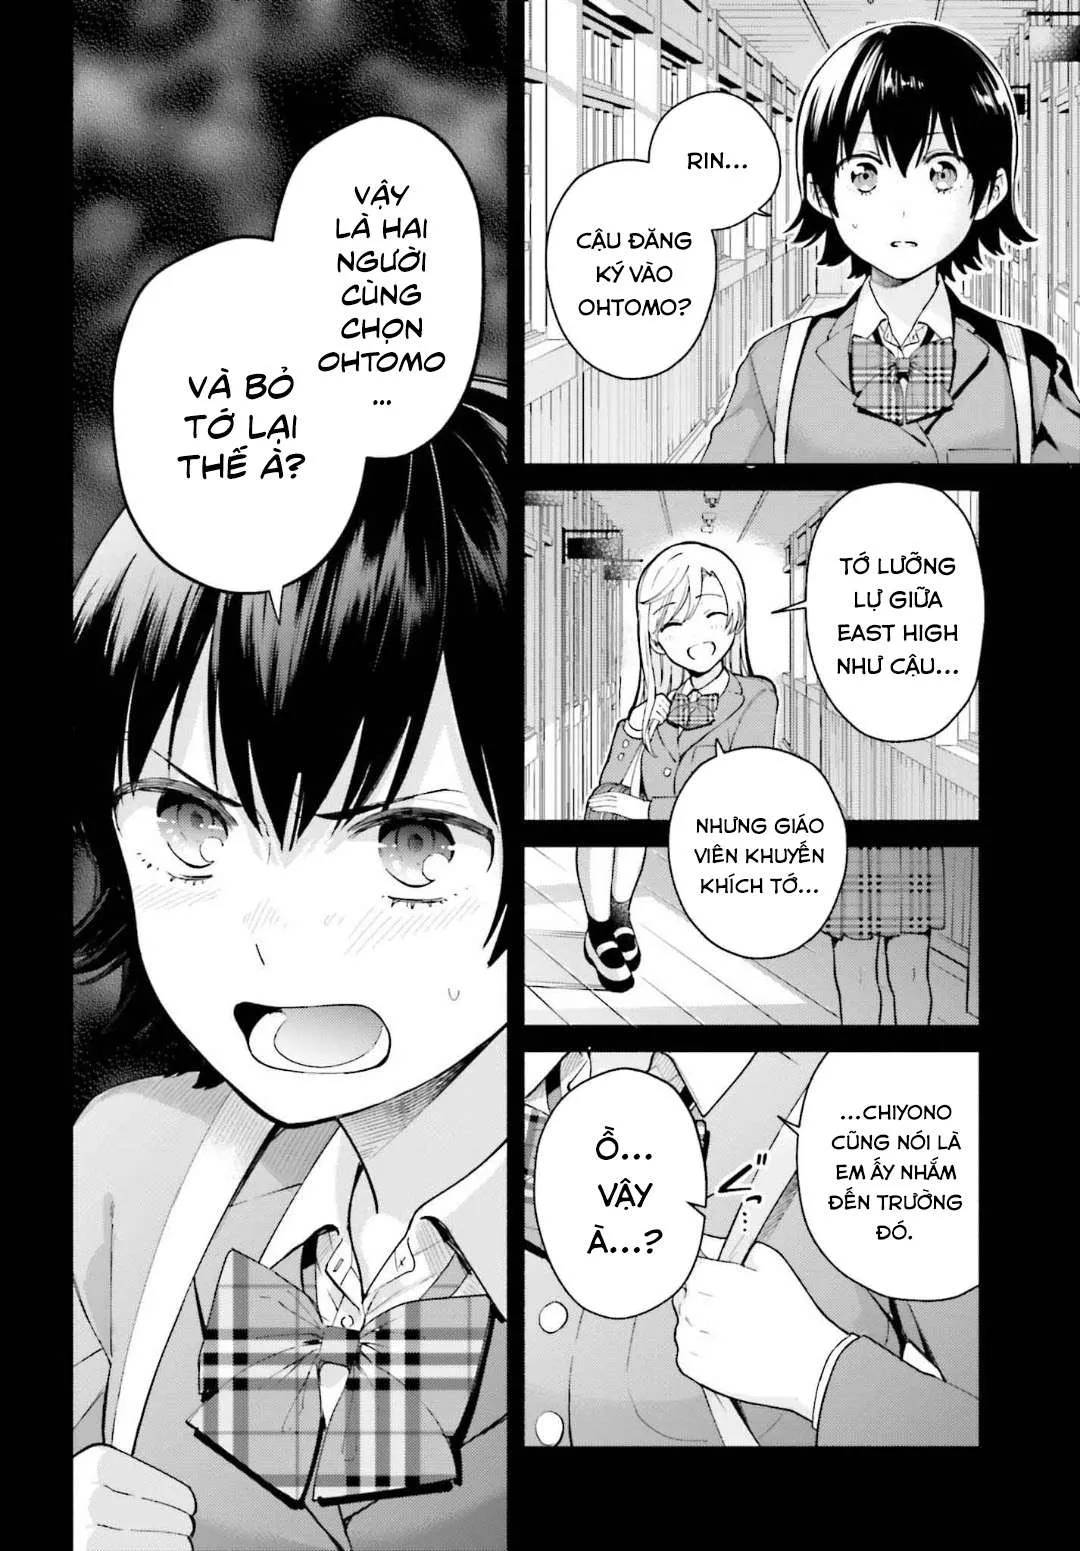 RIN...
CẬU ĐĂNG
KÝ VÀO
OHTOMO?
TỚ LƯỠNG
LỰ GIỮA
EAST HIGH
NHƯ CẬU...
NHƯNG GIÁO
VIÊN KHUYẾN
KHÍCH TỚ...
...CHIYONO
CŨNG NÓI LÀ
EM ẤY NHẮM
ĐẾN TRƯỜNG
ĐÓ.
Ồ...
VẬY
À...?
VẬY
LÀ HAI
NGƯỜI
CÙNG
CHỌN
OHTOMO
...
VÀ BỎ
TỚ LẠI
THẾ À?